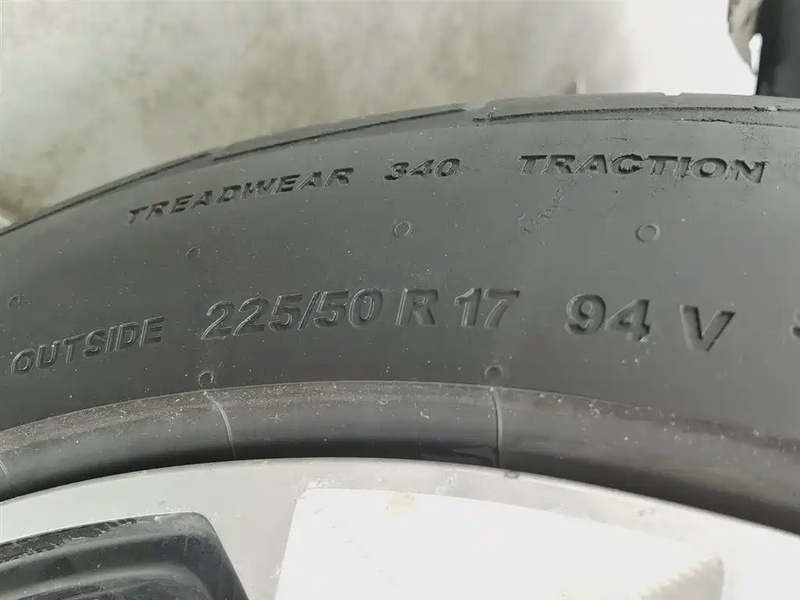 TREADWEAR 340 TRACTION
OUTSIDE 225/50 R 17 94 V